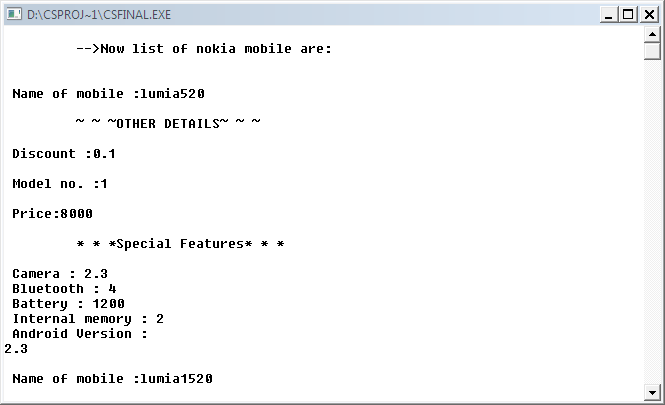 D:\CSPROJ~1\CSFINAL.EXE
-->Now list of nokia mobile are:
Name of mobile :lumia520
~ ~ ~OTHER DETAILS~ ~ ~
Discount :0.1
Model no. :1
Price:8000
* * *Special Features* * *
Camera : 2.3
Bluetooth : 4
Battery : 1200
Internal memory : 2
Android Version :
2.3
Name of mobile :lumia1520